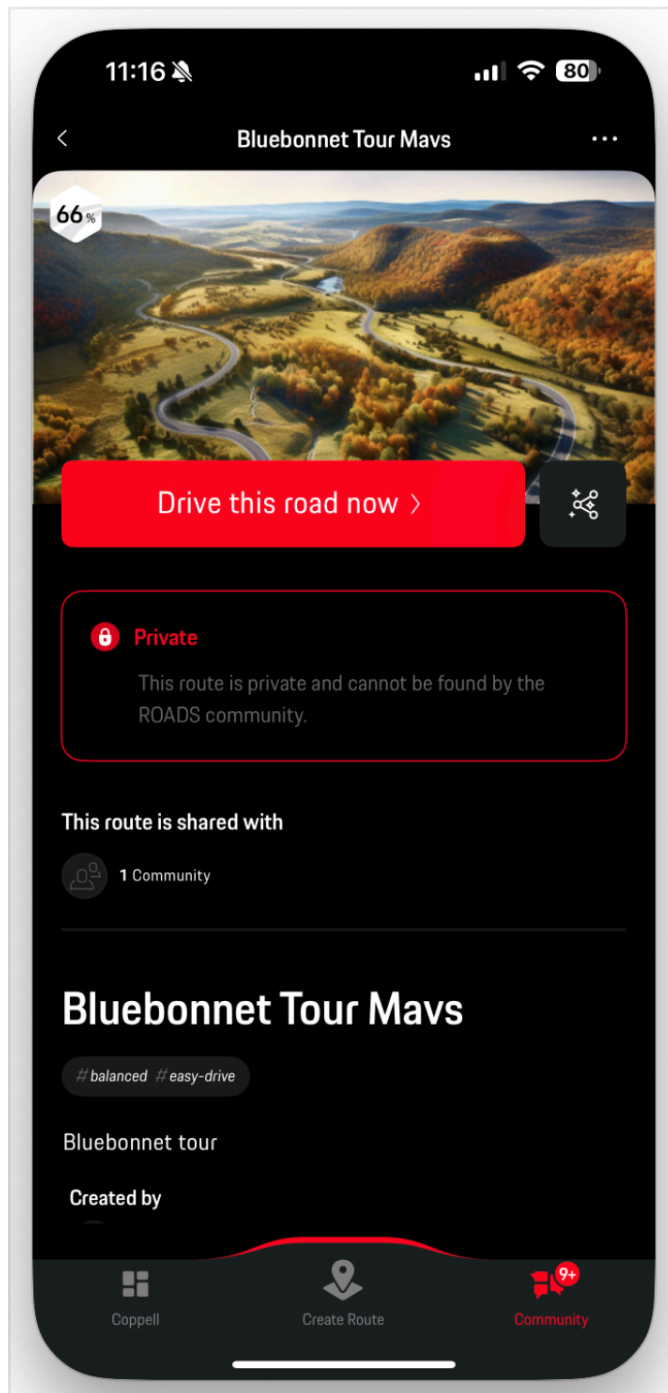 11:16
80
Bluebonnet Tour Mavs
66%
Drive this road now
Private
This route is private and cannot be found by the
ROADS community.
This route is shared with
1 Community
Bluebonnet Tour Mavs
#balanced #easy-drive
Bluebonnet tour
Created by
9+
Coppell
Create Route
Community